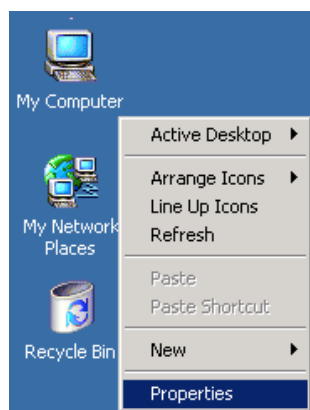 My Computer
My Network
Places
Recycle Bin
Active Desktop
Arrange Icons
Line Up Icons
Refresh
Paste
Paste Shortcut
New
Properties